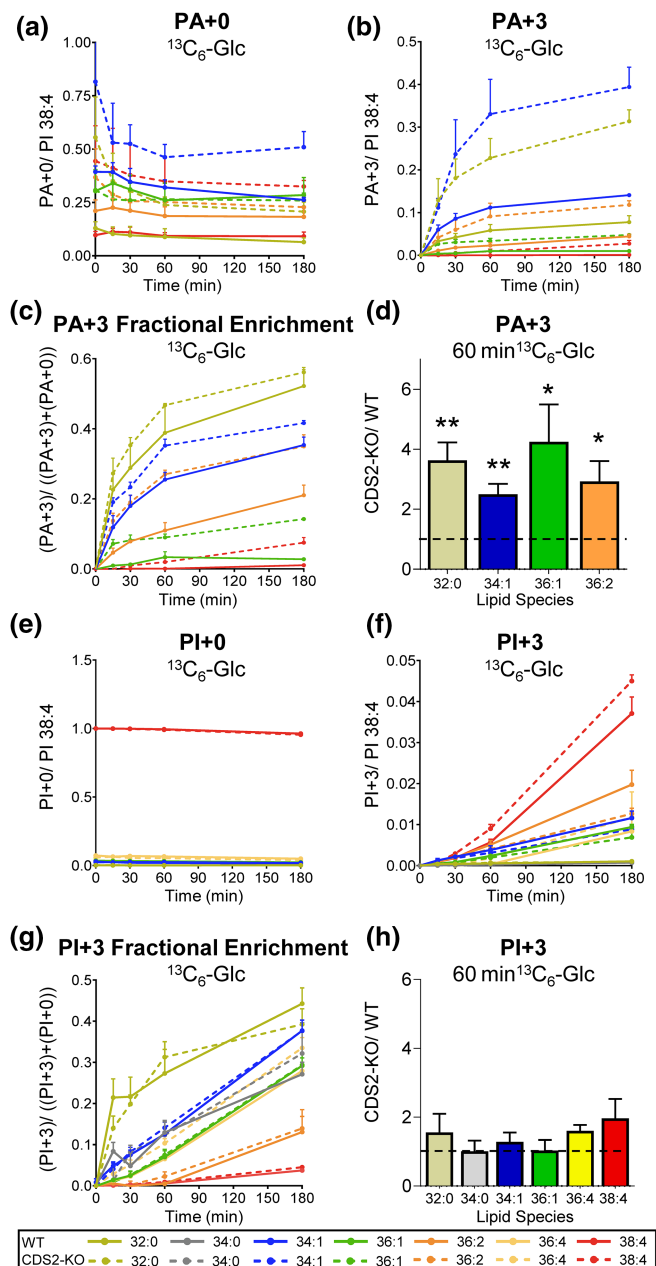 (a) PA+0
13C6-Glc
PA+0/ PI 38:4
1.00
0.75
0.50
0.25
0.00
0 30 60 90 120 150 180
Time (min)
(b) PA+3
13C6-Glc
PA+3/ PI 38:4
0.5
0.4
0.3
0.2
0.1
0.0
0 30 60 90 120 150 180
Time (min)
(c) PA+3 Fractional Enrichment
13C6-Glc
(PA+3)/ ((PA+3)+(PA+0))
0.6
0.4
0.2
0.0
0 30 60 90 120 150 180
Time (min)
(d) PA+3
60 min13C6-Glc
CDS2-KO/ WT
6
4
2
0
** ** * *
32:0 34:1 36:1 36:2
Lipid Species
(e) PI+0
13C6-Glc
PI+0/ PI 38:4
1.5
1.0
0.5
0.0
0 30 60 90 120 150 180
Time (min)
(f) PI+3
13C6-Glc
PI+3/ PI 38:4
0.05
0.04
0.03
0.02
0.01
0.00
0 30 60 90 120 150 180
Time (min)
(g) PI+3 Fractional Enrichment
13C6-Glc
(PI+3)/ ((PI+3)+(PI+0))
0.5
0.4
0.3
0.2
0.1
0.0
0 30 60 90 120 150 180
Time (min)
(h) PI+3
60 min13C6-Glc
CDS2-KO/ WT
6
4
2
0
32:0 34:0 34:1 36:1 36:4 38:4
Lipid Species
WT 32:0 34:0 34:1 36:1 36:2 36:4 38:4
CDS2-KO 32:0 34:0 34:1 36:1 36:2 36:4 38:4